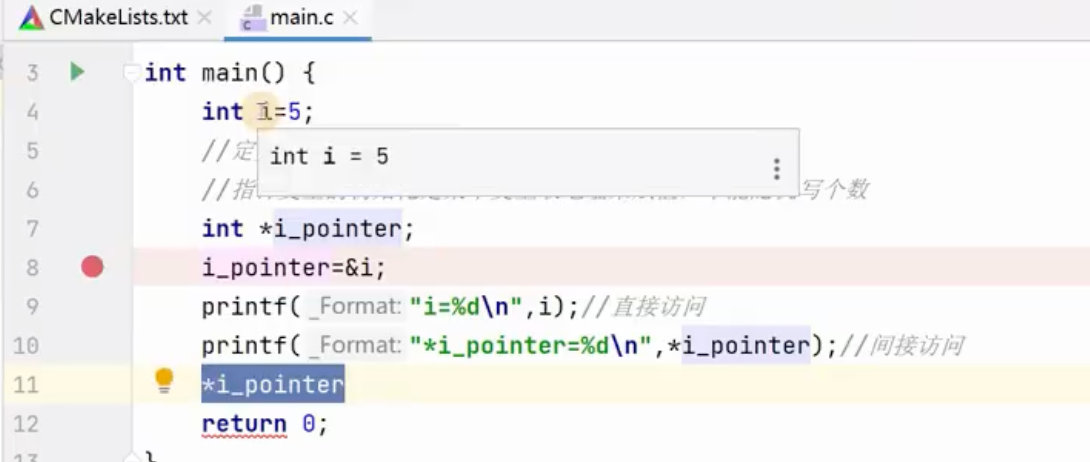 CMakeLists.txt main.c
3 int main() {
4 int i=5;
5 //定
int i = 5
6 //指 写个数
7 int *i_pointer;
8 i_pointer=&i;
9 printf( _Format: "i=%d\n",i);//直接访问
10 printf( _Format: "*i_pointer=%d\n",*i_pointer);//间接访问
11 *i_pointer
12 return 0;
13 }